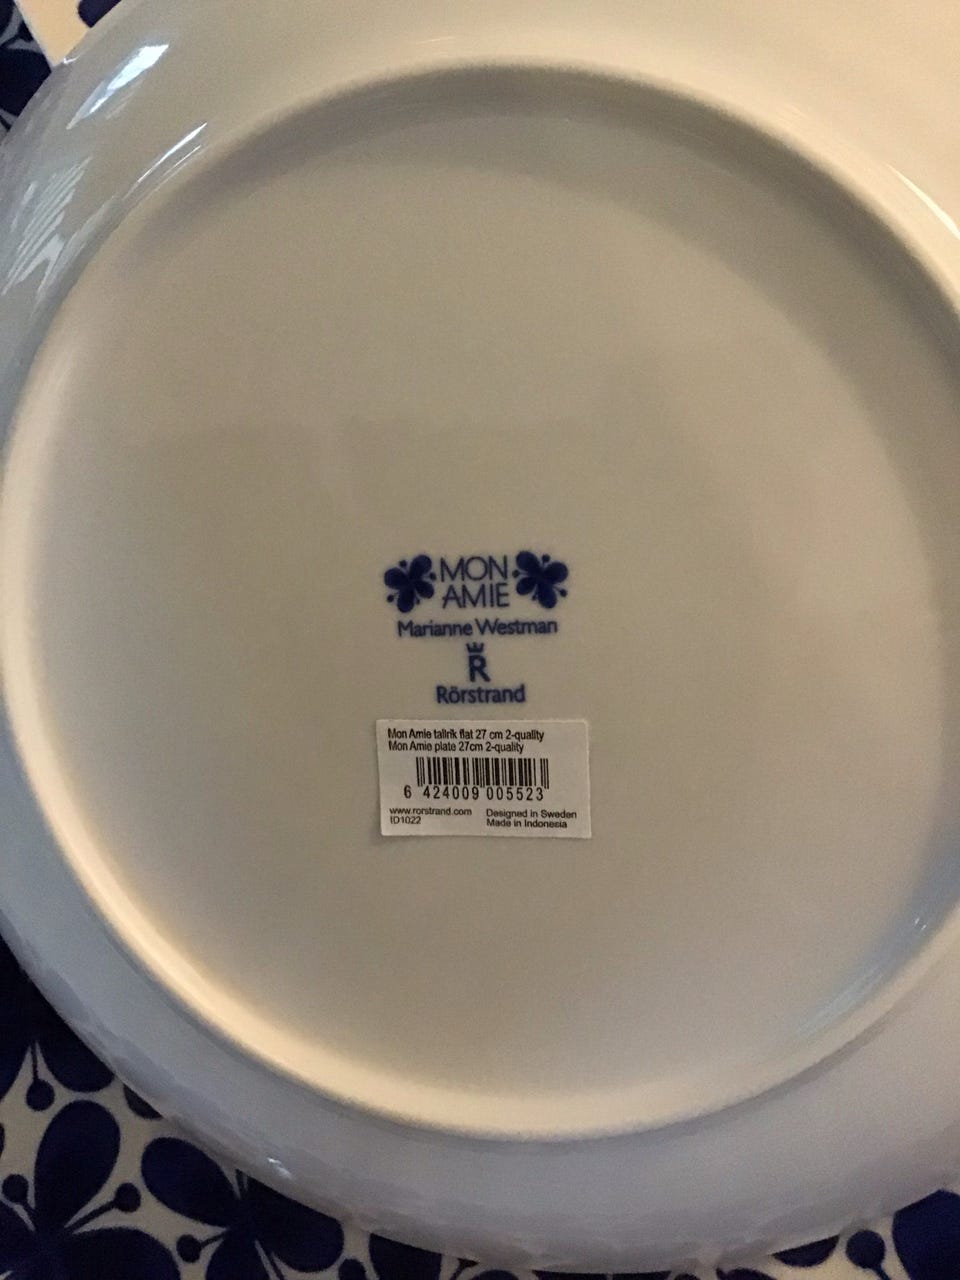 MON
AMIE
Marianne Westman
R
Rörstrand
Mon Amie tallrik flat 27 cm 2-quality
Mon Amie plate 27cm 2-quality
6 424009 005523
www.rorstrand.com Designed in Sweden
ID1022 Made in Indonesia